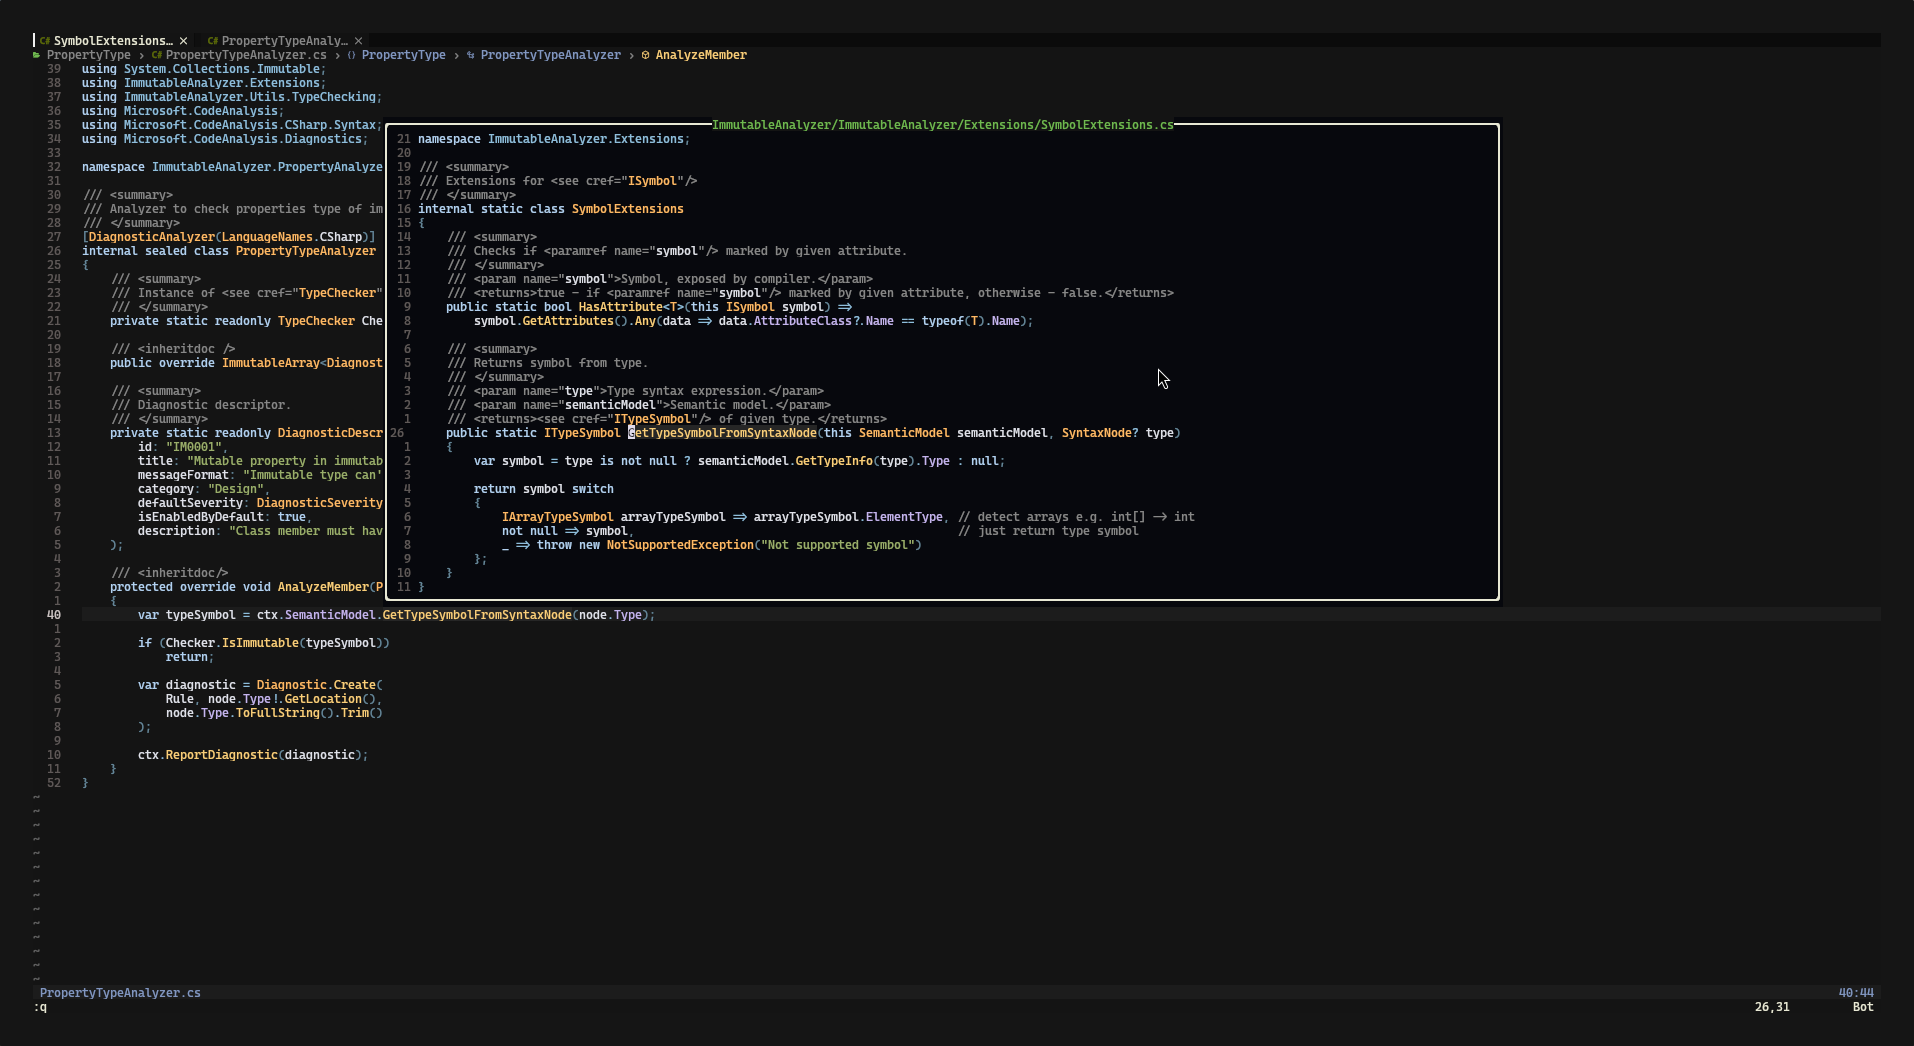 C# SymbolExtensions… × C# PropertyTypeAnaly… ×
PropertyType › C# PropertyTypeAnalyzer.cs › PropertyType › PropertyTypeAnalyzer › AnalyzeMember
39 using System.Collections.Immutable;
38 using ImmutableAnalyzer.Extensions;
37 using ImmutableAnalyzer.Utils.TypeChecking;
36 using Microsoft.CodeAnalysis;
35 using Microsoft.CodeAnalysis.CSharp.Syntax;
34 using Microsoft.CodeAnalysis.Diagnostics;
33
32 namespace ImmutableAnalyzer.PropertyAnalyze
31
30 /// <summary>
29 /// Analyzer to check properties type of im
28 /// </summary>
27 [DiagnosticAnalyzer(LanguageNames.CSharp)]
26 internal sealed class PropertyTypeAnalyzer
25 {
24 /// <summary>
23 /// Instance of <see cref="TypeChecker"
22 /// </summary>
21 private static readonly TypeChecker Che
20
19 /// <inheritdoc />
18 public override ImmutableArray<Diagnost
17
16 /// <summary>
15 /// Diagnostic descriptor.
14 /// </summary>
13 private static readonly DiagnosticDescr
12 id: "IM0001",
11 title: "Mutable property in immutab
10 messageFormat: "Immutable type can'
9 category: "Design",
8 defaultSeverity: DiagnosticSeverity
7 isEnabledByDefault: true,
6 description: "Class member must hav
5 );
4
3 /// <inheritdoc/>
2 protected override void AnalyzeMember(P
1 {
40 var typeSymbol = ctx.SemanticModel.GetTypeSymbolFromSyntaxNode(node.Type);
1
2 if (Checker.IsImmutable(typeSymbol))
3 return;
4
5 var diagnostic = Diagnostic.Create(
6 Rule, node.Type!.GetLocation(),
7 node.Type.ToFullString().Trim()
8 );
9
10 ctx.ReportDiagnostic(diagnostic);
11 }
52 }
~
~
~
~
~
~
~
~
~
~
~
~
~
~
ImmutableAnalyzer/ImmutableAnalyzer/Extensions/SymbolExtensions.cs
21 namespace ImmutableAnalyzer.Extensions;
20
19 /// <summary>
18 /// Extensions for <see cref="ISymbol"/>
17 /// </summary>
16 internal static class SymbolExtensions
15 {
14 /// <summary>
13 /// Checks if <paramref name="symbol"/> marked by given attribute.
12 /// </summary>
11 /// <param name="symbol">Symbol, exposed by compiler.</param>
10 /// <returns>true - if <paramref name="symbol"/> marked by given attribute, otherwise - false.</returns>
9 public static bool HasAttribute<T>(this ISymbol symbol) =>
8 symbol.GetAttributes().Any(data => data.AttributeClass?.Name == typeof(T).Name);
7
6 /// <summary>
5 /// Returns symbol from type.
4 /// </summary>
3 /// <param name="type">Type syntax expression.</param>
2 /// <param name="semanticModel">Semantic model.</param>
1 /// <returns><see cref="ITypeSymbol"/> of given type.</returns>
26 public static ITypeSymbol GetTypeSymbolFromSyntaxNode(this SemanticModel semanticModel, SyntaxNode? type)
1 {
2 var symbol = type is not null ? semanticModel.GetTypeInfo(type).Type : null;
3
4 return symbol switch
5 {
6 IArrayTypeSymbol arrayTypeSymbol => arrayTypeSymbol.ElementType, // detect arrays e.g. int[] -> int
7 not null => symbol, // just return type symbol
8 _ => throw new NotSupportedException("Not supported symbol")
9 };
10 }
11 }
PropertyTypeAnalyzer.cs 40:44
:q 26,31 Bot